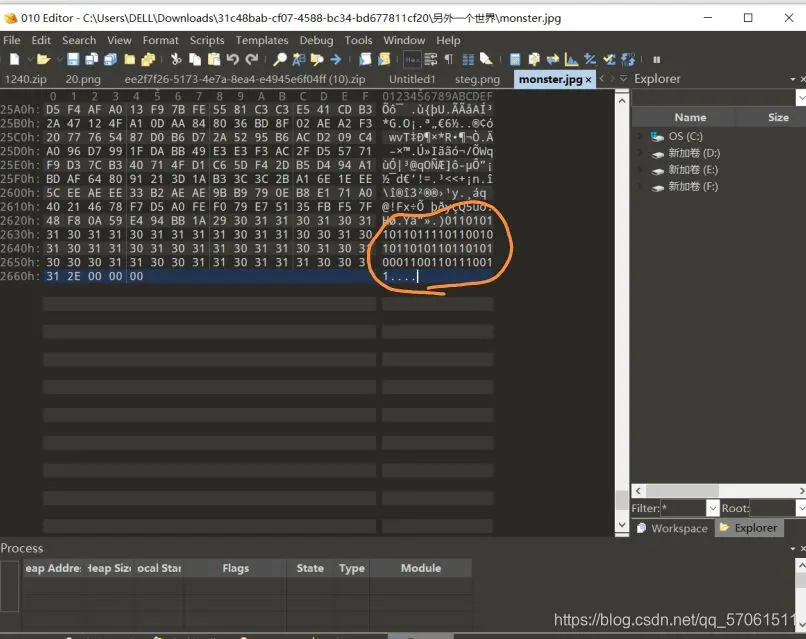 010 Editor - C:\Users\DELL\Downloads\31c48bab-cf07-4588-bc34-bd677811cf20\另外一个世界\monster.jpg
File Edit Search View Format Scripts Templates Debug Tools Window Help
1240.zip 20.png ee2f7f26-5173-4e7a-8ea4-e4945e6f04ff (10).zip Untitled1 steg.png monster.jpg × Explorer
0 1 2 3 4 5 6 7 8 9 A B C D E F 0123456789ABCDEF
25A0h: D5 F4 AF A0 13 F9 7B FE 55 81 C3 C3 E5 41 CD B3 Õô¯ .ù{þU.ÃÃåAÍ³
25B0h: 2A 47 12 4F A1 0D AA 84 80 36 BD 8F 02 AE A2 F3 *G.O¡.ª„€6½..®¢ó
25C0h: 20 77 76 54 87 D0 B6 D7 2A 52 95 B6 AC D2 09 C4 wvT‡Ð¶×*R•¶¬Ò.Ä
25D0h: A0 96 D7 99 1F DA BB 49 E3 E3 F3 AC 2F D5 57 71 –×™.Ú»Iããó¬/ÕWq
25E0h: F9 D3 7C B3 40 71 4F D1 C6 5D F4 2D B5 D4 94 A1 ùÓ|³@qOÑÆ]ô-µÔ”¡
25F0h: BD AF 64 80 91 21 3D 1A B3 3C 3C 2B A1 6E 1E EE ½¯d€‘!=.³<<+¡n.î
2600h: 5C EE AE EE 33 B2 AE AE 9B B9 79 0E B8 E1 71 A0 \î®î3²®®›¹y.¸áq
2610h: 40 21 46 78 F7 D5 A0 FE F0 79 E7 51 35 FB F5 7F @!Fx÷Õ þðyçQ5ûõ
2620h: 48 F8 0A 59 E4 94 BB 1A 29 30 31 31 30 31 30 31 Hø.Yä”».)0110101
2630h: 31 30 31 31 30 31 31 31 31 30 31 31 30 30 31 30 1011011110110010
2640h: 31 30 31 31 30 31 30 31 31 30 31 31 30 31 30 31 1011010110110101
2650h: 30 30 30 31 31 30 30 31 31 30 31 31 31 30 30 31 0001100110111001
2660h: 31 2E 00 00 00 1....
Name Size
OS (C:)
新加卷 (D:)
新加卷 (E:)
新加卷 (F:)
Filter: * Root:
Workspace Explorer
Process
eap Addre Heap Size ocal Star Flags State Type Module
https://blog.csdn.net/qq_57061511